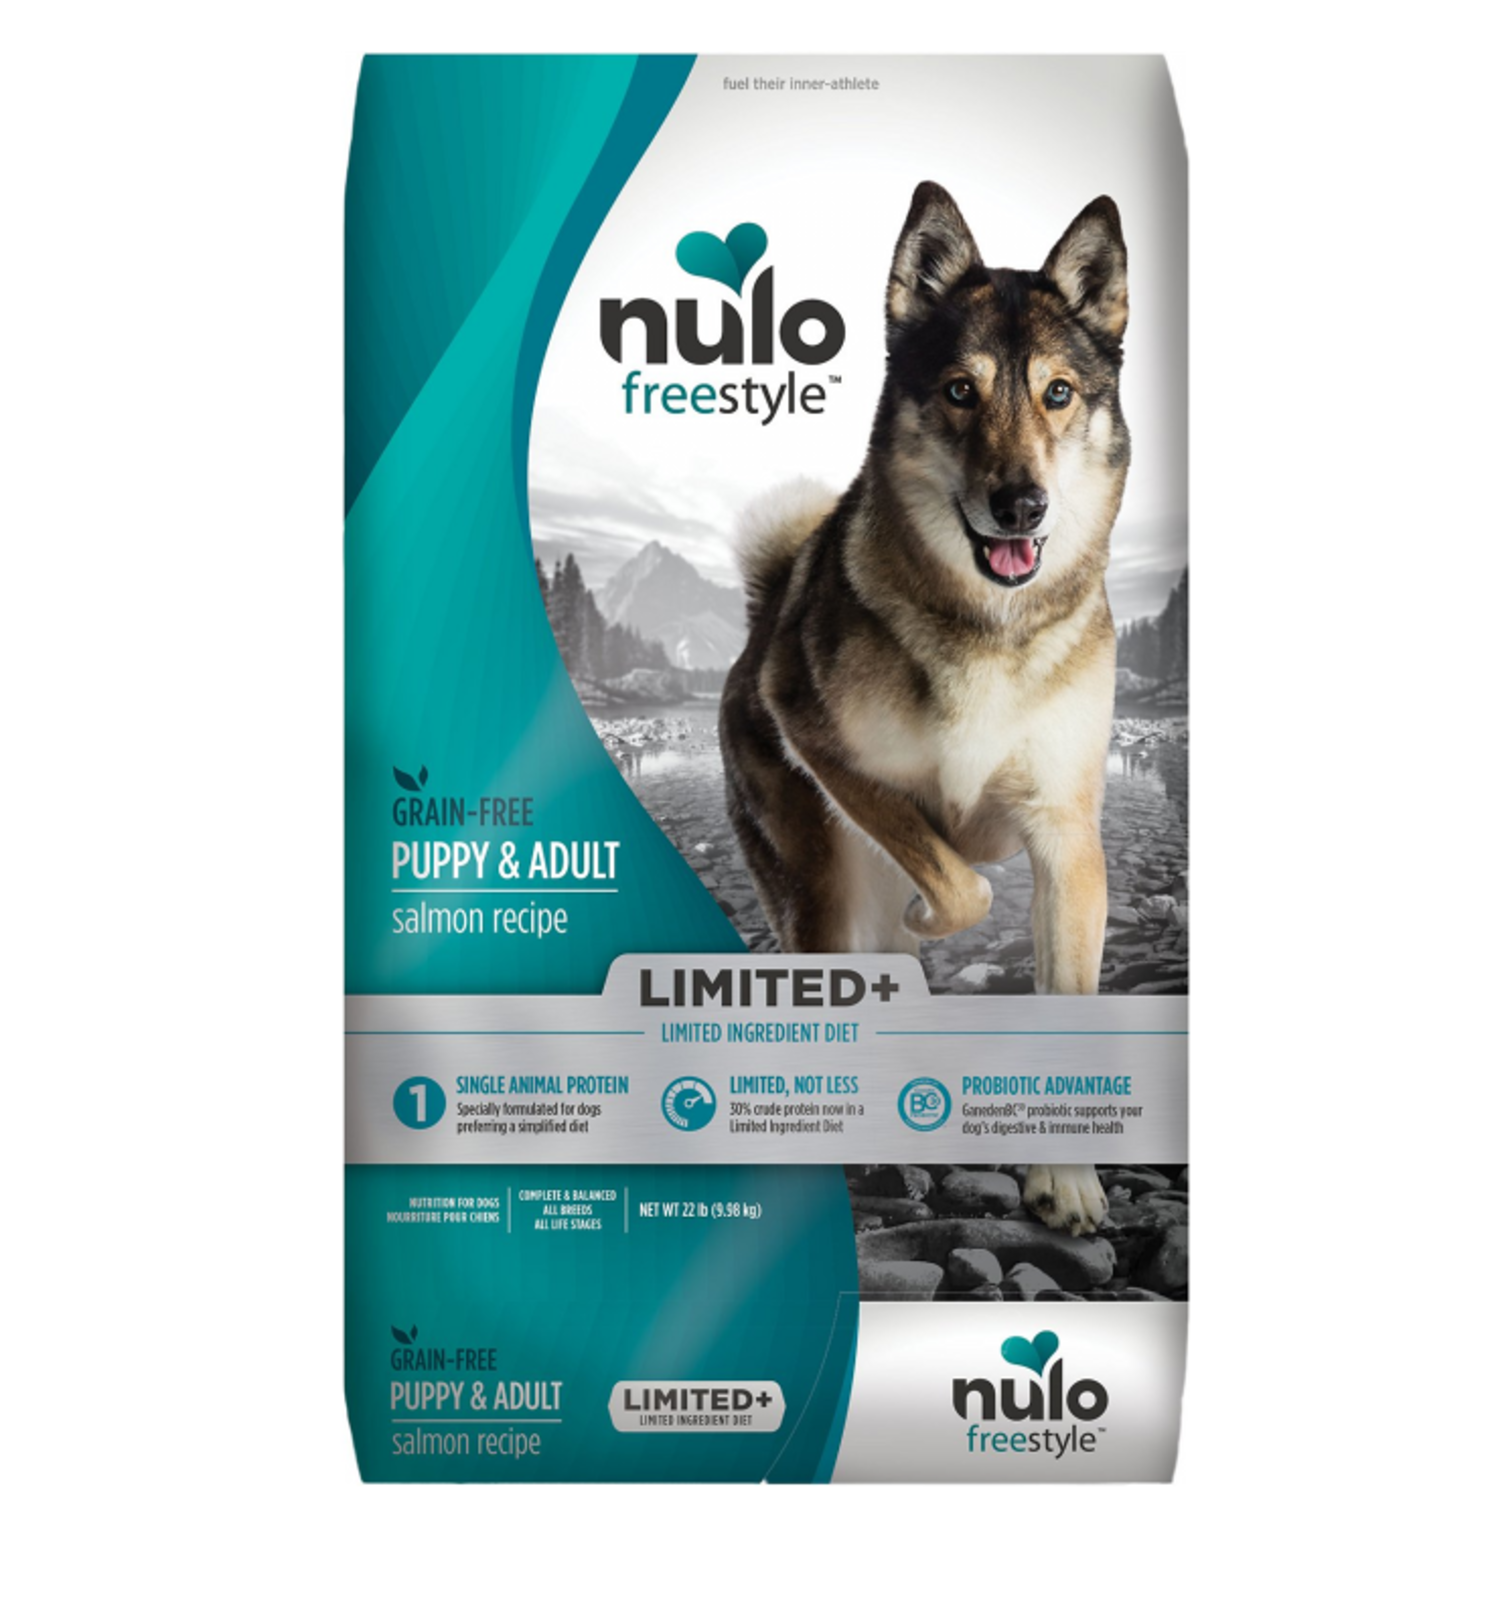 fuel their inner-athlete
nulo
freestyle™
GRAIN-FREE
PUPPY & ADULT
salmon recipe
LIMITED+
LIMITED INGREDIENT DIET
1
SINGLE ANIMAL PROTEIN
Specially formulated for dogs
preferring a simplified diet
LIMITED, NOT LESS
30% crude protein now in a
Limited Ingredient Diet
BC
PROBIOTIC ADVANTAGE
GanedenBC³⁰ probiotic supports your
dog's digestive & immune health
NUTRITION FOR DOGS
NOURRITURE POUR CHIENS
COMPLETE & BALANCED
ALL BREEDS
ALL LIFE STAGES
NET WT 22 lb (9.98 kg)
GRAIN-FREE
PUPPY & ADULT
salmon recipe
LIMITED+
LIMITED INGREDIENT DIET
nulo
freestyle™